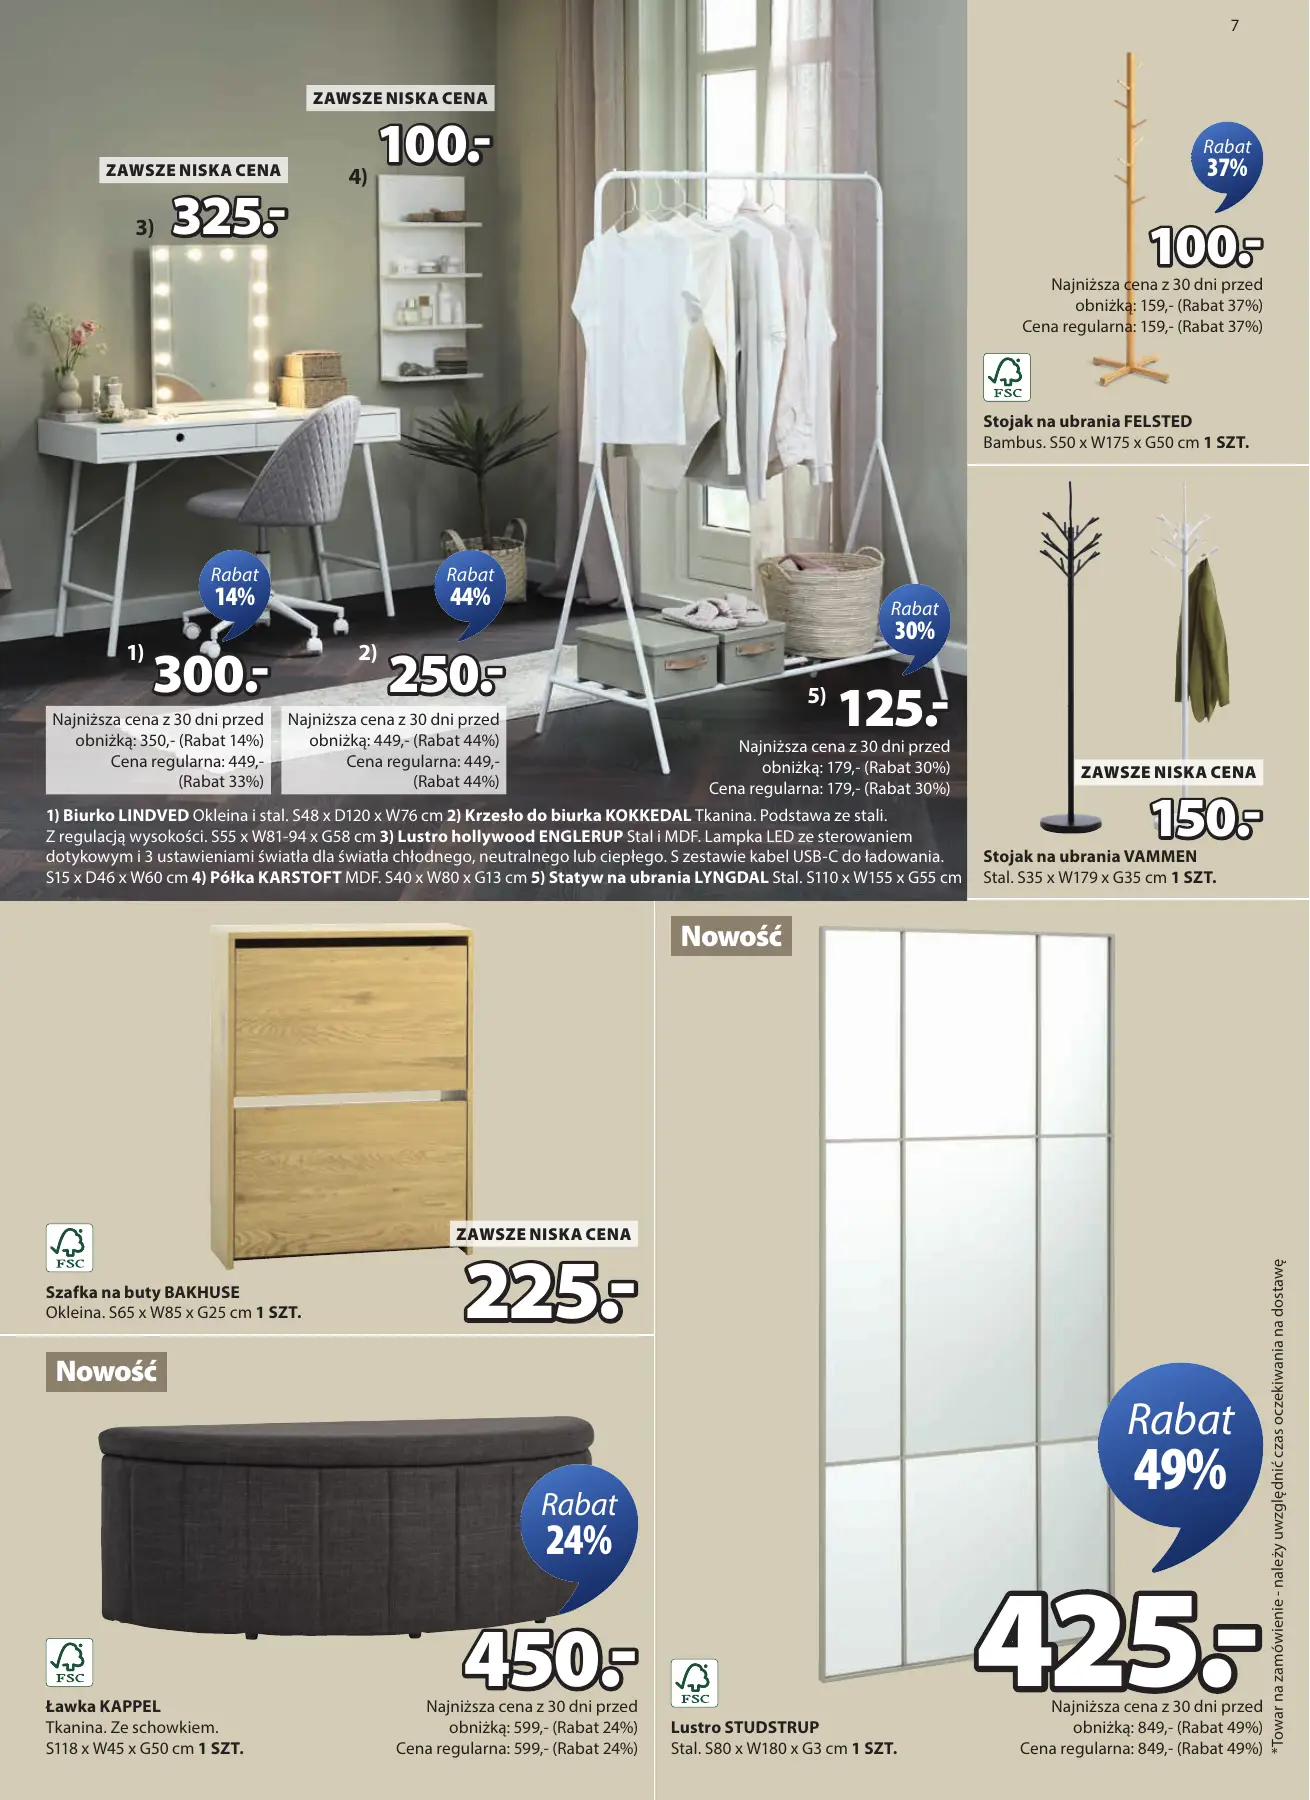 7
ZAWSZE NISKA CENA
100.-
4)
ZAWSZE NISKA CENA
325.-
3)
Rabat
14%
1)
300.-
Najniższa cena z 30 dni przed
obniżką: 350,- (Rabat 14%)
Cena regularna: 449,-
(Rabat 33%)
Rabat
44%
2)
250.-
Najniższa cena z 30 dni przed
obniżką: 449,- (Rabat 44%)
Cena regularna: 449,-
(Rabat 44%)
Rabat
30%
5)
125.-
Najniższa cena z 30 dni przed
obniżką: 179,- (Rabat 30%)
Cena regularna: 179,- (Rabat 30%)
1) Biurko LINDVED Okleina i stal. S48 x D120 x W76 cm 2) Krzesło do biurka KOKKEDAL Tkanina. Podstawa ze stali.
Z regulacją wysokości. S55 x W81-94 x G58 cm 3) Lustro hollywood ENGLERUP Stal i MDF. Lampka LED ze sterowaniem
dotykowym i 3 ustawieniami światła dla światła chłodnego, neutralnego lub ciepłego. S zestawie kabel USB-C do ładowania.
S15 x D46 x W60 cm 4) Półka KARSTOFT MDF. S40 x W80 x G13 cm 5) Statyw na ubrania LYNGDAL Stal. S110 x W155 x G55 cm
Rabat
37%
100.-
Najniższa cena z 30 dni przed
obniżką: 159,- (Rabat 37%)
Cena regularna: 159,- (Rabat 37%)
FSC
Stojak na ubrania FELSTED
Bambus. S50 x W175 x G50 cm 1 SZT.
ZAWSZE NISKA CENA
150.-
Stojak na ubrania VAMMEN
Stal. S35 x W179 x G35 cm 1 SZT.
ZAWSZE NISKA CENA
225.-
FSC
Szafka na buty BAKHUSE
Okleina. S65 x W85 x G25 cm 1 SZT.
Nowość
Rabat
24%
450.-
FSC
Ławka KAPPEL
Tkanina. Ze schowkiem.
S118 x W45 x G50 cm 1 SZT.
Najniższa cena z 30 dni przed
obniżką: 599,- (Rabat 24%)
Cena regularna: 599,- (Rabat 24%)
Nowość
Rabat
49%
425.-
FSC
Lustro STUDSTRUP
Stal. S80 x W180 x G3 cm 1 SZT.
Najniższa cena z 30 dni przed
obniżką: 849,- (Rabat 49%)
Cena regularna: 849,- (Rabat 49%)
*Towar na zamówienie - należy uwzględnić czas oczekiwania na dostawę